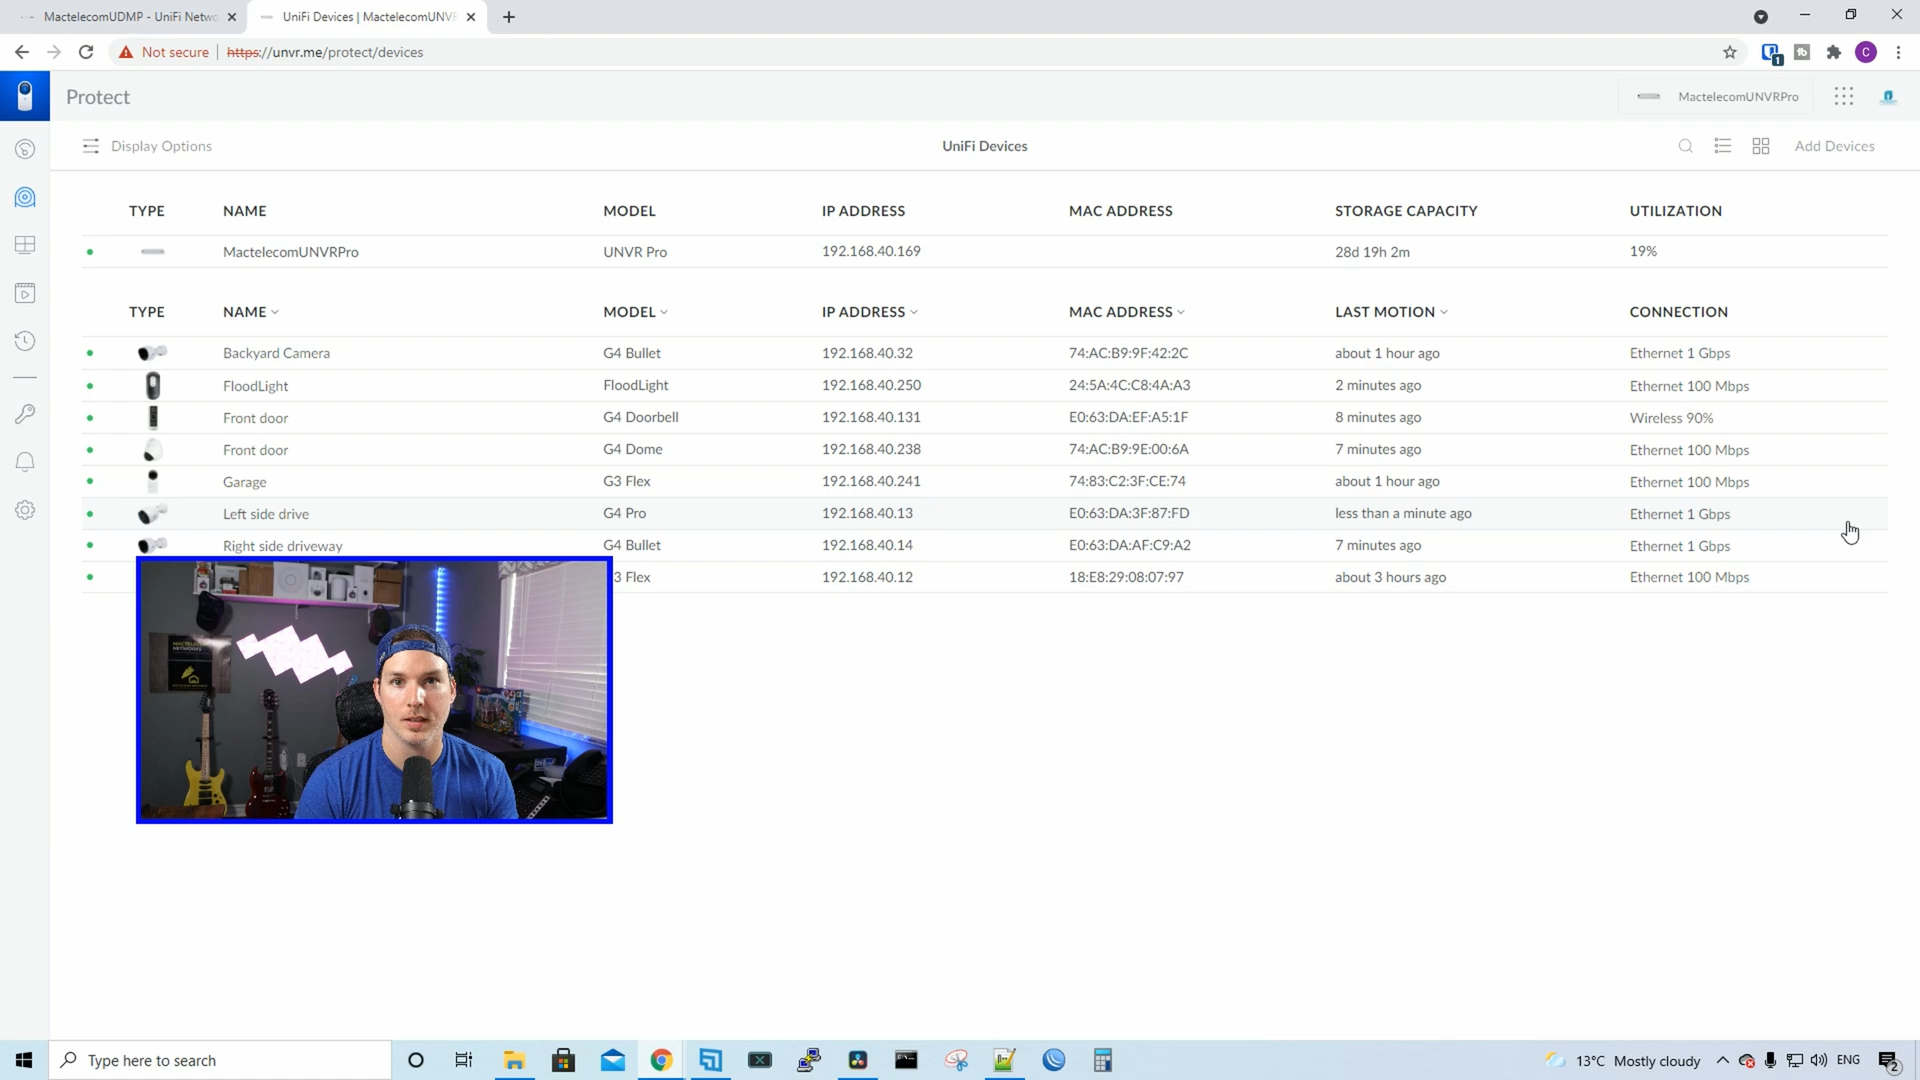 MactelecomUDMP - UniFi Netwo
UniFi Devices | MactelecomUNVR
Not secure | https://unvr.me/protect/devices
Protect
MactelecomUNVRPro
Display Options
UniFi Devices
Add Devices
TYPE NAME MODEL IP ADDRESS MAC ADDRESS STORAGE CAPACITY UTILIZATION
MactelecomUNVRPro UNVR Pro 192.168.40.169 28d 19h 2m 19%
TYPE NAME MODEL IP ADDRESS MAC ADDRESS LAST MOTION CONNECTION
Backyard Camera G4 Bullet 192.168.40.32 74:AC:B9:9F:42:2C about 1 hour ago Ethernet 1 Gbps
FloodLight FloodLight 192.168.40.250 24:5A:4C:C8:4A:A3 2 minutes ago Ethernet 100 Mbps
Front door G4 Doorbell 192.168.40.131 E0:63:DA:EF:A5:1F 8 minutes ago Wireless 90%
Front door G4 Dome 192.168.40.238 74:AC:B9:9E:00:6A 7 minutes ago Ethernet 100 Mbps
Garage G3 Flex 192.168.40.241 74:83:C2:3F:CE:74 about 1 hour ago Ethernet 100 Mbps
Left side drive G4 Pro 192.168.40.13 E0:63:DA:3F:87:FD less than a minute ago Ethernet 1 Gbps
Right side driveway G4 Bullet 192.168.40.14 E0:63:DA:AF:C9:A2 7 minutes ago Ethernet 1 Gbps
3 Flex 192.168.40.12 18:E8:29:08:07:97 about 3 hours ago Ethernet 100 Mbps
MACTELECOM
NETWORKS
Type here to search
13°C Mostly cloudy
ENG
2